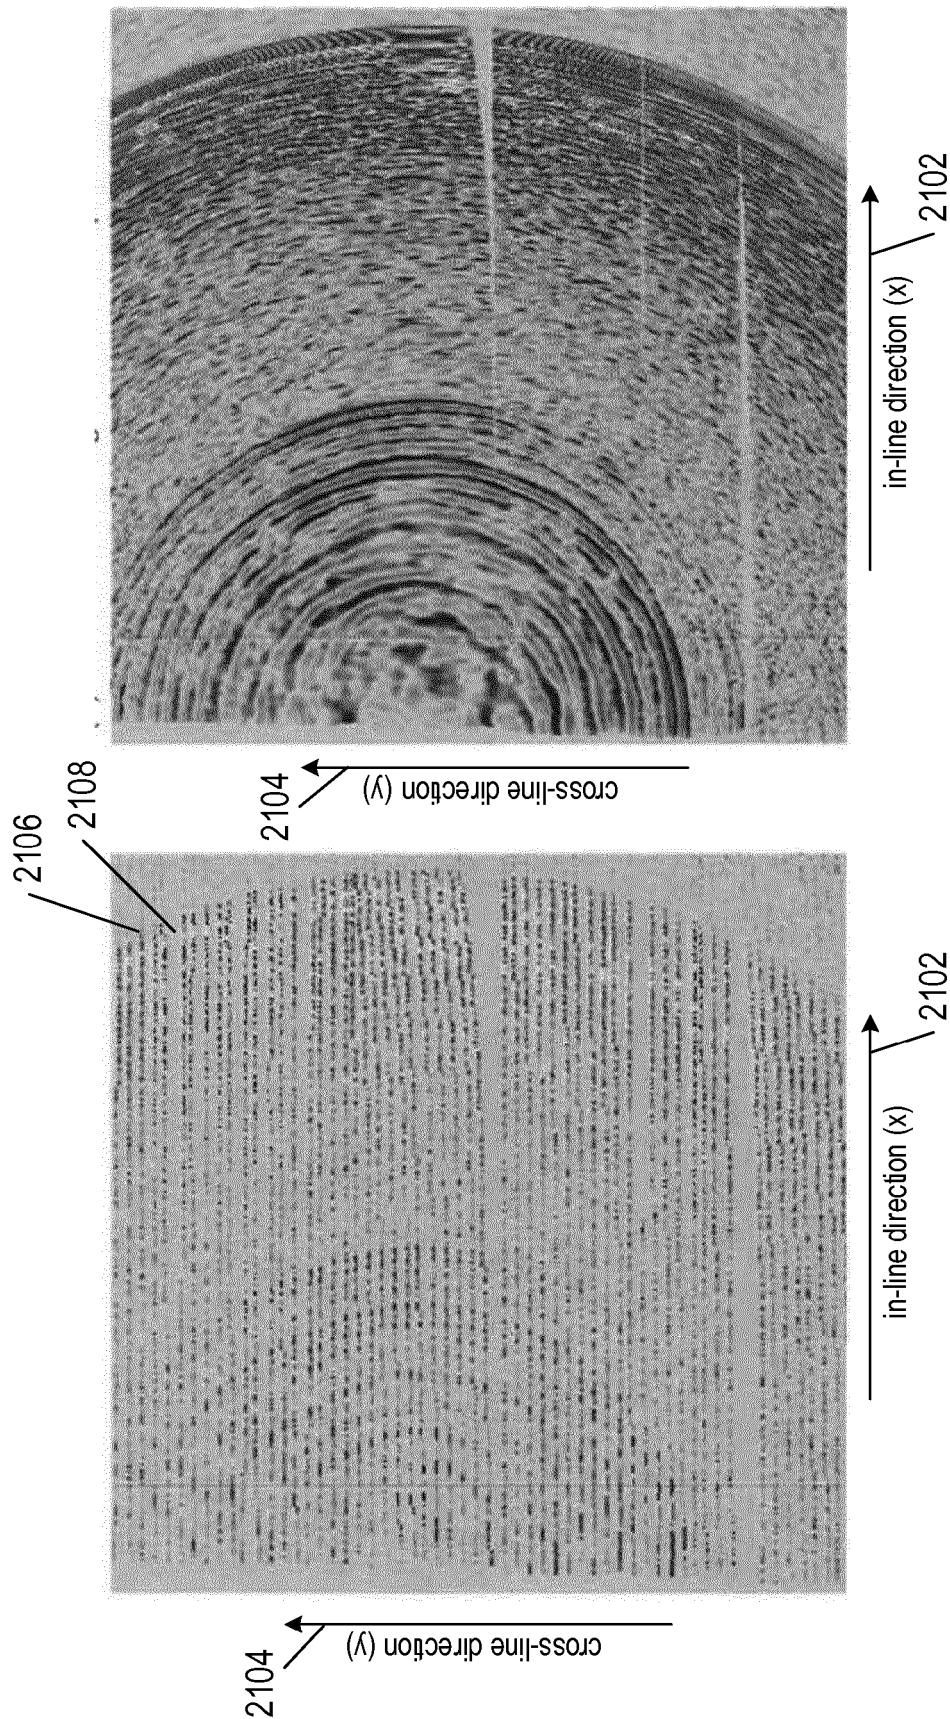 2106
2108
2104
cross-line direction (y)
in-line direction (x)
2102
2104
cross-line direction (y)
in-line direction (x)
2102